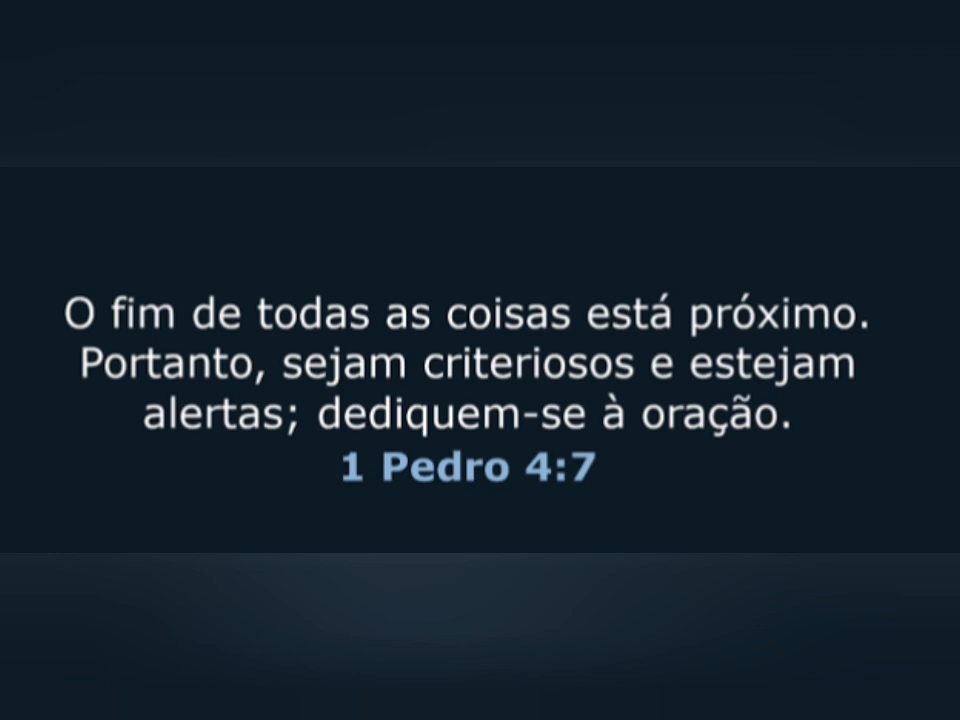 O fim de todas as coisas está próximo.
Portanto, sejam criteriosos e estejam
alertas; dediquem-se à oração.
1 Pedro 4:7